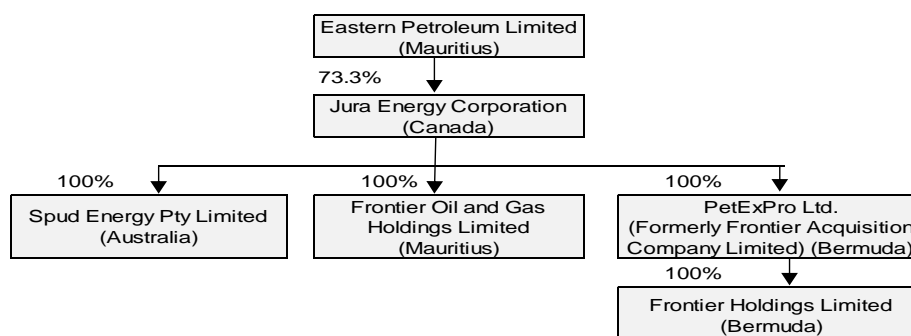 Eastern Petroleum Limited
(Mauritius)
73.3%
Jura Energy Corporation
(Canada)
100%
100%
100%
Spud Energy Pty Limited
(Australia)
Frontier Oil and Gas
Holdings Limited
(Mauritius)
PetExPro Ltd.
(Formerly Frontier Acquisition
Company Limited) (Bermuda)
100%
Frontier Holdings Limited
(Bermuda)